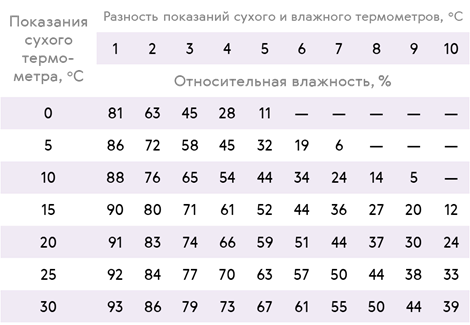 Показания сухого термо-метра, °С
Разность показаний сухого и влажного термометров, °С
1 2 3 4 5 6 7 8 9 10
Относительная влажность, %
0 81 63 45 28 11 — — — — —
5 86 72 58 45 32 19 6 — — —
10 88 76 65 54 44 34 24 14 5 —
15 90 80 71 61 52 44 36 27 20 12
20 91 83 74 66 59 51 44 37 30 24
25 92 84 77 70 63 57 50 44 38 33
30 93 86 79 73 67 61 55 50 44 39